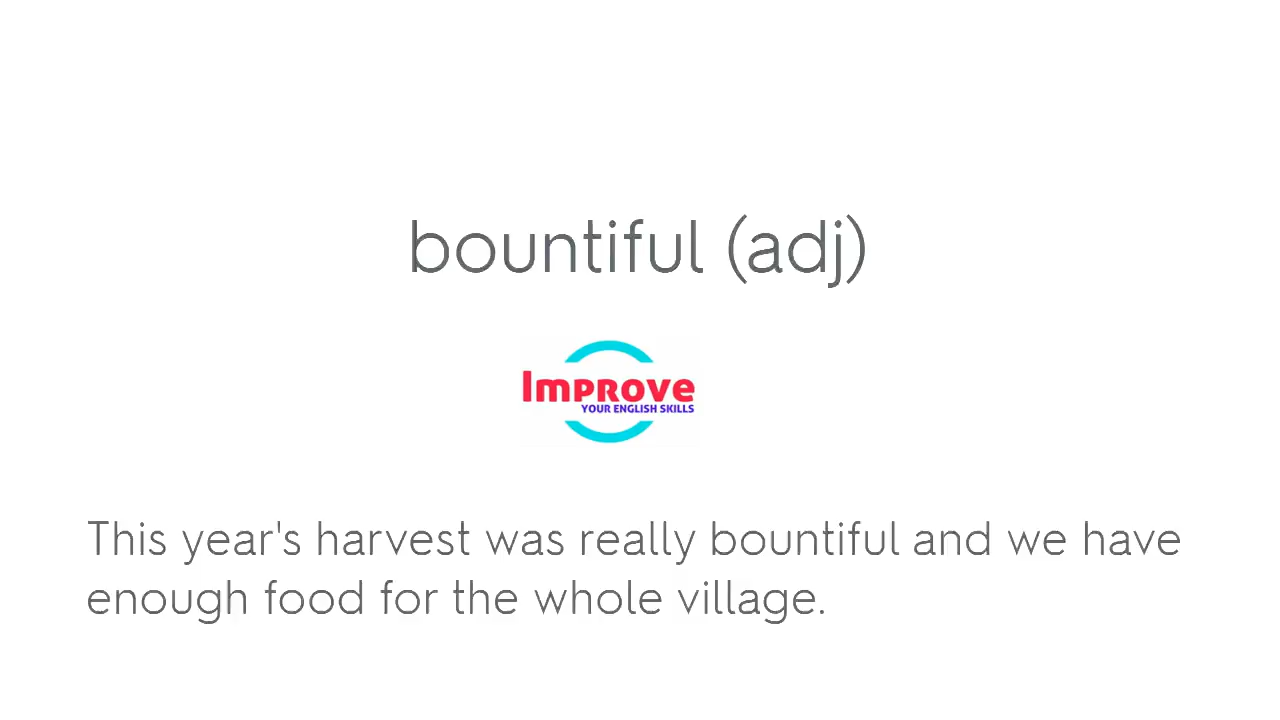 bountiful (adj)
Improve
YOUR ENGLISH SKILLS
This year's harvest was really bountiful and we have
enough food for the whole village.